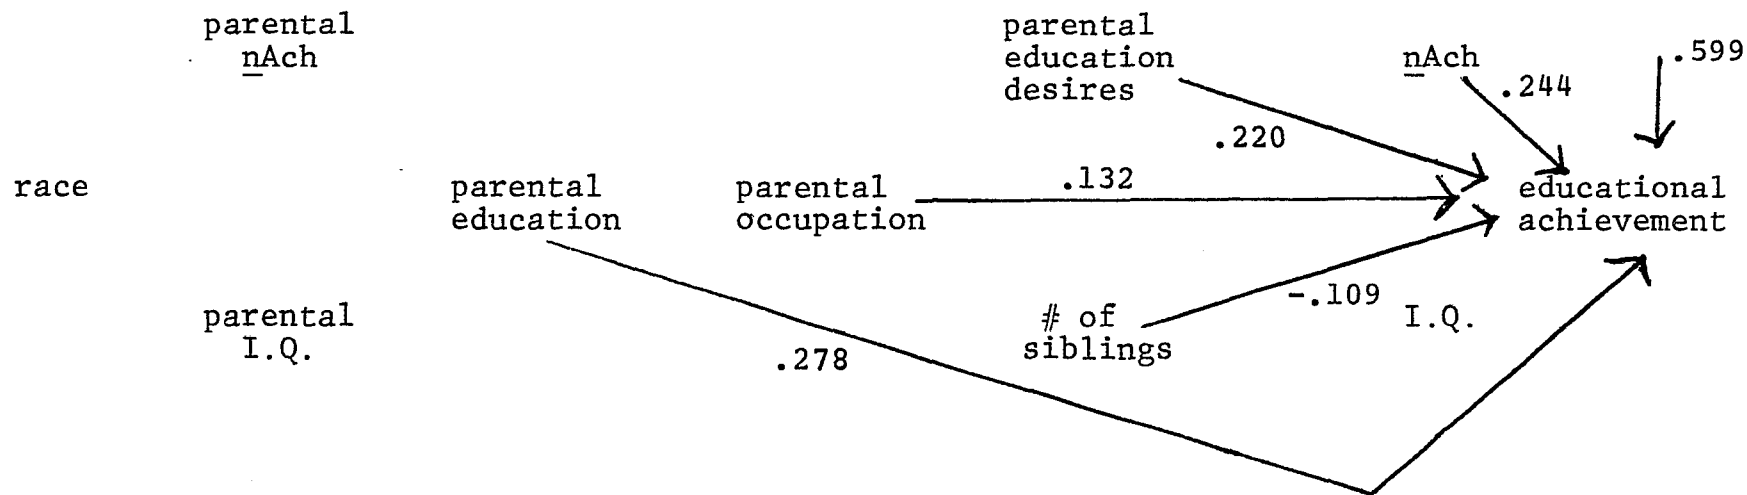 parental
nAch
parental
education
desires
nAch
.599
.244
.220
race
parental
education
parental
occupation
.132
educational
achievement
parental
I.Q.
.278
# of
siblings
-.109
I.Q.